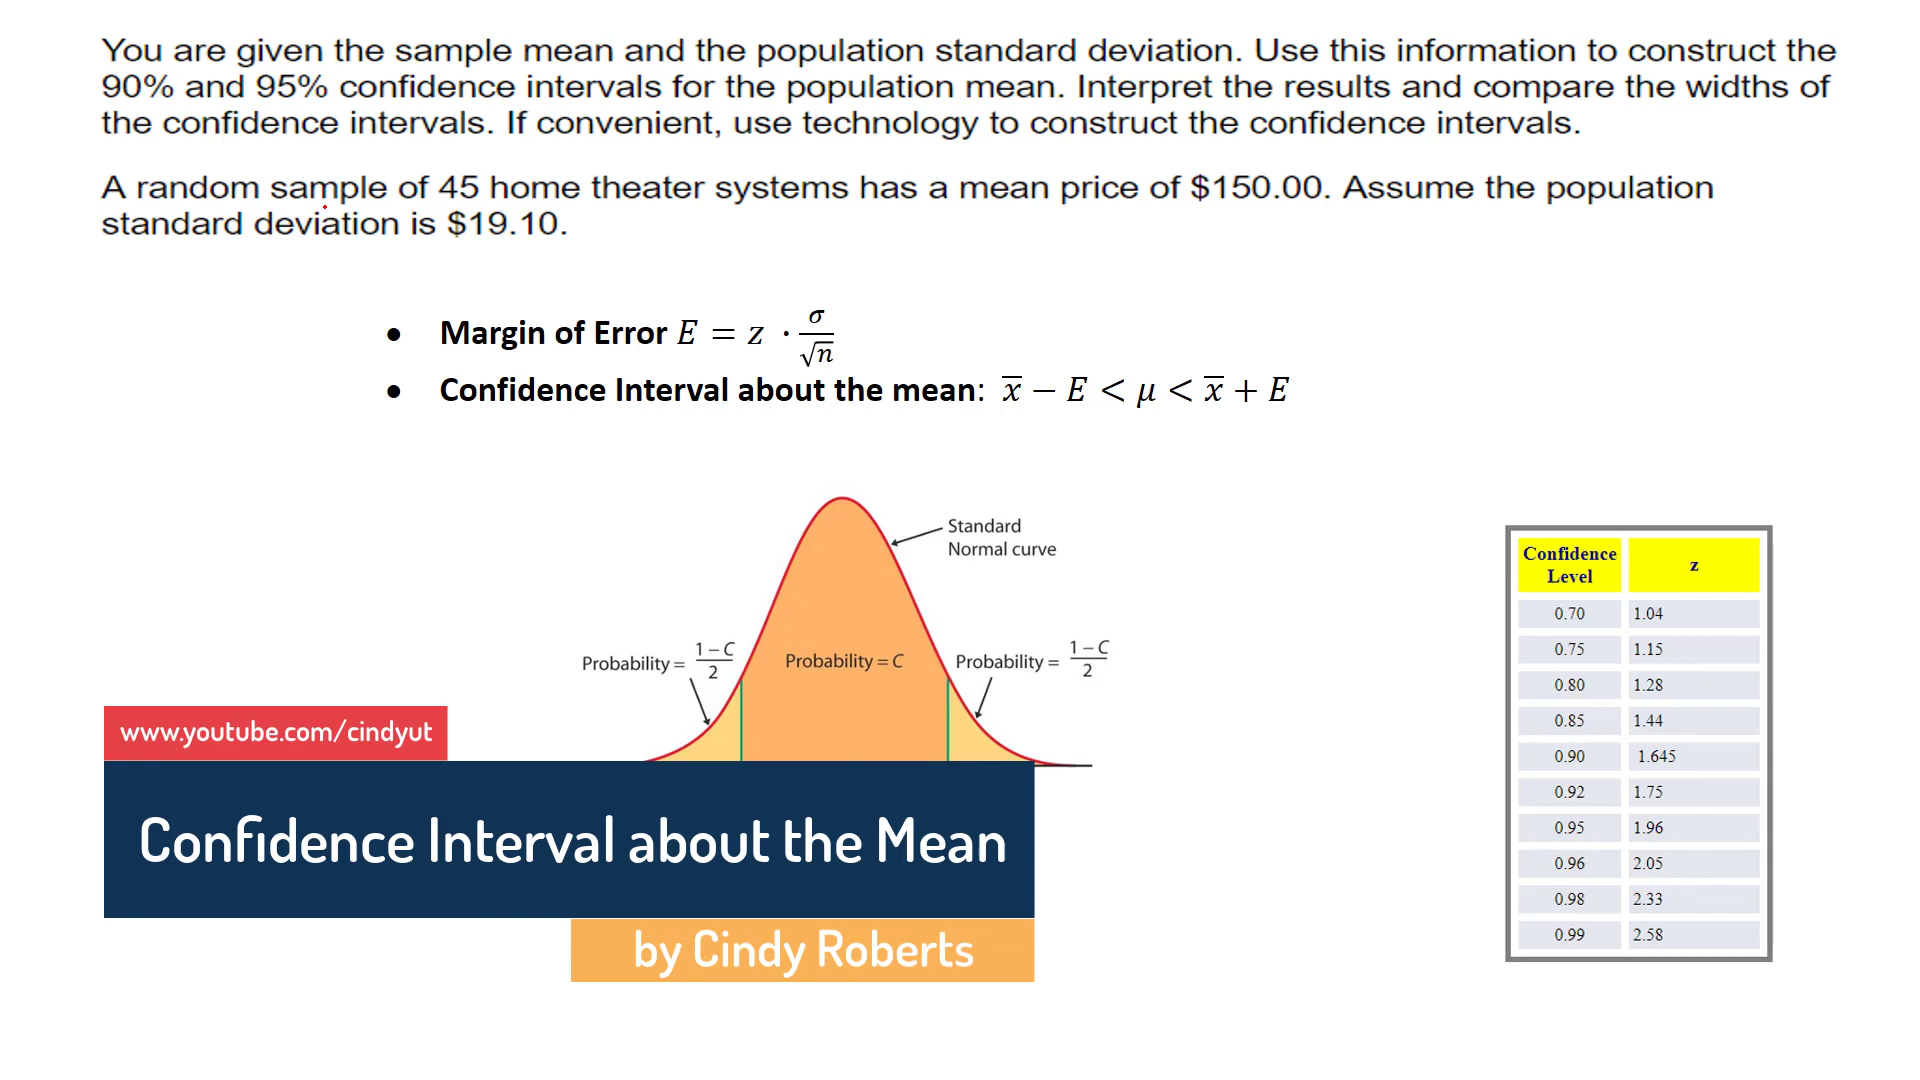 You are given the sample mean and the population standard deviation. Use this information to construct the
90% and 95% confidence intervals for the population mean. Interpret the results and compare the widths of
the confidence intervals. If convenient, use technology to construct the confidence intervals.
A random sample of 45 home theater systems has a mean price of $150.00. Assume the population
standard deviation is $19.10.
• Margin of Error E = z · σ/√n
• Confidence Interval about the mean: x̅ − E < μ < x̅ + E
Standard
Normal curve
Probability = (1 − C)/2
Probability = C
Probability = (1 − C)/2
www.youtube.com/cindyut
Confidence Interval about the Mean
by Cindy Roberts
Confidence Level z
0.70 1.04
0.75 1.15
0.80 1.28
0.85 1.44
0.90 1.645
0.92 1.75
0.95 1.96
0.96 2.05
0.98 2.33
0.99 2.58